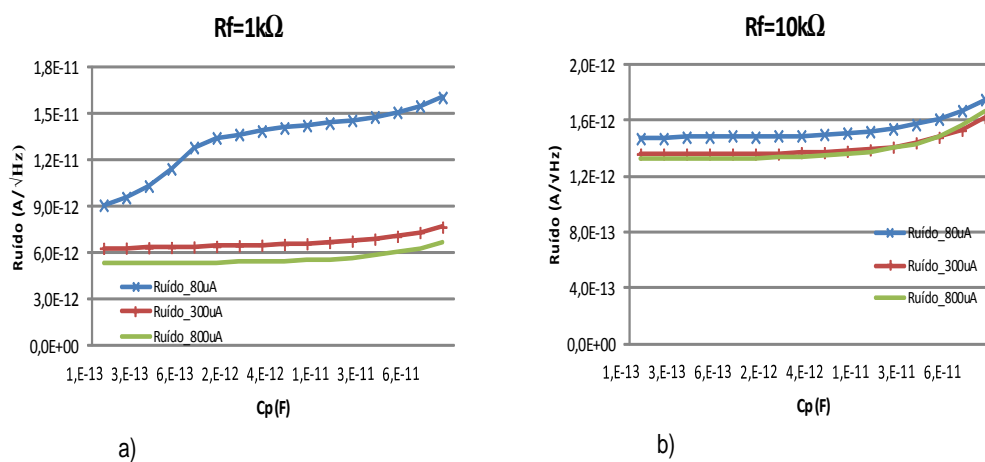 Rf=1kΩ
1,8E-11
1,5E-11
1,2E-11
9,0E-12
6,0E-12
3,0E-12
0,0E+00
Ruído (A/√Hz)
Ruído_80uA
Ruído_300uA
Ruído_800uA
1,E-13 3,E-13 6,E-13 2,E-12 4,E-12 1,E-11 3,E-11 6,E-11
Cp(F)
a)
Rf=10kΩ
2,0E-12
1,6E-12
1,2E-12
8,0E-13
4,0E-13
0,0E+00
Ruído (A/√Hz)
Ruído_80uA
Ruído_300uA
Ruído_800uA
1,E-13 3,E-13 6,E-13 2,E-12 4,E-12 1,E-11 3,E-11 6,E-11
Cp(F)
b)